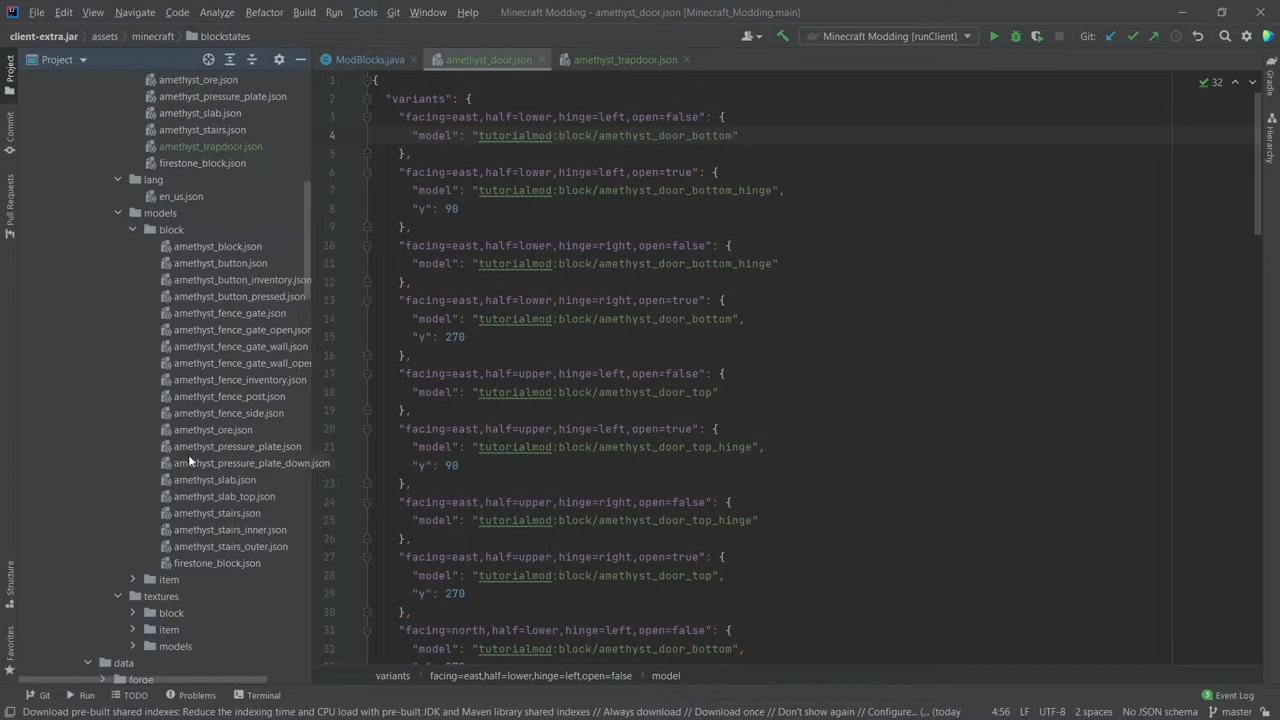 File Edit View Navigate Code Analyze Refactor Build Run Tools Git Window Help Minecraft Modding - amethyst_door.json [Minecraft_Modding.main]
client-extra.jar assets minecraft blockstates Minecraft Modding [runClient] Git:
Project ModBlocks.java amethyst_door.json amethyst_trapdoor.json
Project
Commit
Pull Requests
Structure
Favorites
Gradle
Hierarchy
amethyst_ore.json
amethyst_pressure_plate.json
amethyst_slab.json
amethyst_stairs.json
amethyst_trapdoor.json
firestone_block.json
lang
en_us.json
models
block
amethyst_block.json
amethyst_button.json
amethyst_button_inventory.json
amethyst_button_pressed.json
amethyst_fence_gate.json
amethyst_fence_gate_open.json
amethyst_fence_gate_wall.json
amethyst_fence_gate_wall_ope
amethyst_fence_inventory.json
amethyst_fence_post.json
amethyst_fence_side.json
amethyst_ore.json
amethyst_pressure_plate.json
amethyst_pressure_plate_down.json
amethyst_slab.json
amethyst_slab_top.json
amethyst_stairs.json
amethyst_stairs_inner.json
amethyst_stairs_outer.json
firestone_block.json
item
textures
block
item
models
data
forge
32
1 {
2 "variants": {
3 "facing=east,half=lower,hinge=left,open=false": {
4 "model": "tutorialmod:block/amethyst_door_bottom"
5 },
6 "facing=east,half=lower,hinge=left,open=true": {
7 "model": "tutorialmod:block/amethyst_door_bottom_hinge",
8 "y": 90
9 },
10 "facing=east,half=lower,hinge=right,open=false": {
11 "model": "tutorialmod:block/amethyst_door_bottom_hinge"
12 },
13 "facing=east,half=lower,hinge=right,open=true": {
14 "model": "tutorialmod:block/amethyst_door_bottom",
15 "y": 270
16 },
17 "facing=east,half=upper,hinge=left,open=false": {
18 "model": "tutorialmod:block/amethyst_door_top"
19 },
20 "facing=east,half=upper,hinge=left,open=true": {
21 "model": "tutorialmod:block/amethyst_door_top_hinge",
22 "y": 90
23 },
24 "facing=east,half=upper,hinge=right,open=false": {
25 "model": "tutorialmod:block/amethyst_door_top_hinge"
26 },
27 "facing=east,half=upper,hinge=right,open=true": {
28 "model": "tutorialmod:block/amethyst_door_top",
29 "y": 270
30 },
31 "facing=north,half=lower,hinge=left,open=false": {
32 "model": "tutorialmod:block/amethyst_door_bottom",
variants facing=east,half=lower,hinge=left,open=false model
Git Run TODO Problems Terminal Event Log
Download pre-built shared indexes: Reduce the indexing time and CPU load with pre-built JDK and Maven library shared indexes // Always download // Download once // Don't show again // Configure... (today 4:56 LF UTF-8 2 spaces No JSON schema master